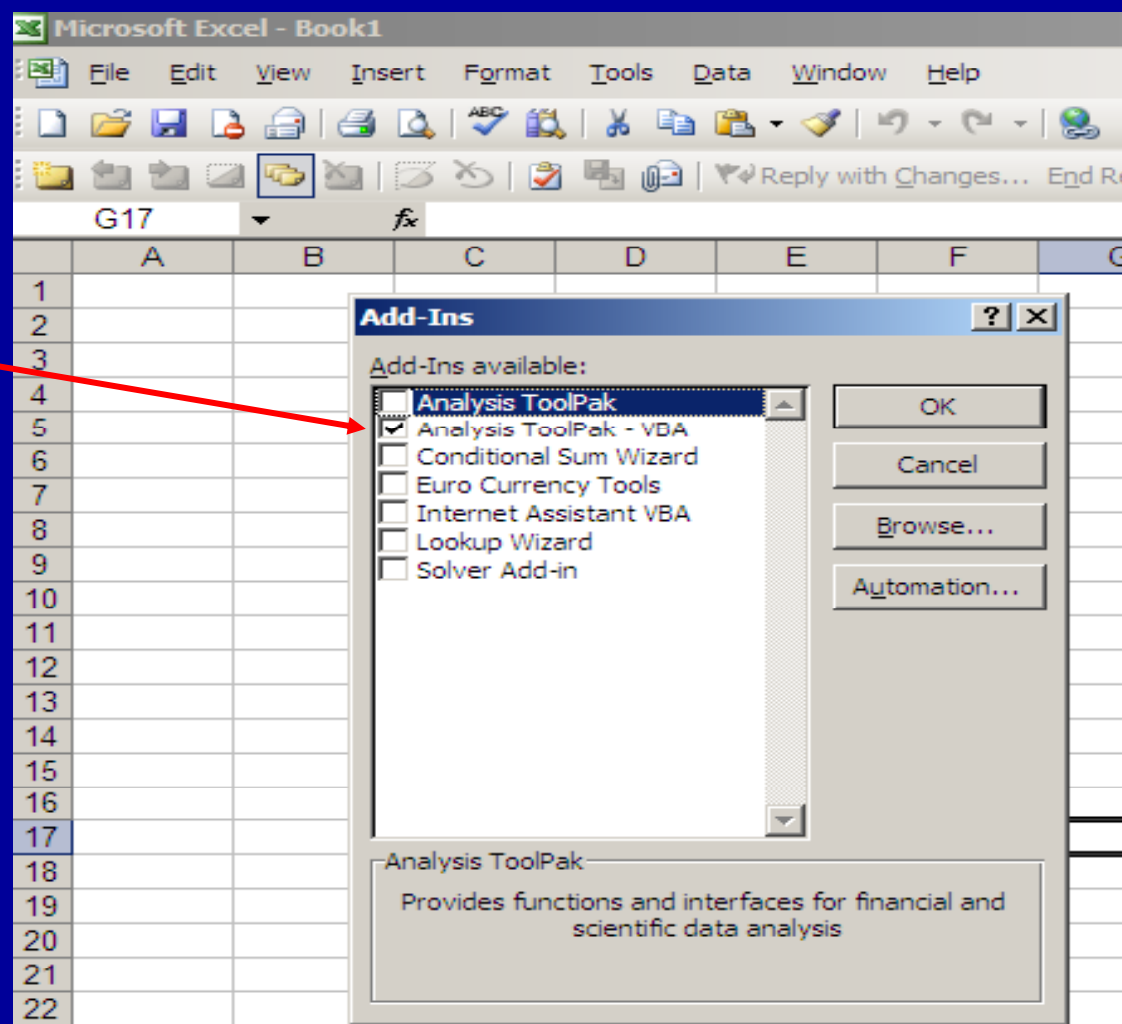 Microsoft Excel - Book1
File Edit View Insert Format Tools Data Window Help
ABC
Reply with Changes... End Re
G17 fx
A B C D E F G
1
2
3
4
5
6
7
8
9
10
11
12
13
14
15
16
17
18
19
20
21
22
Add-Ins ? X
Add-Ins available:
Analysis ToolPak
Analysis ToolPak - VBA
Conditional Sum Wizard
Euro Currency Tools
Internet Assistant VBA
Lookup Wizard
Solver Add-in
OK
Cancel
Browse...
Automation...
Analysis ToolPak
Provides functions and interfaces for financial and
scientific data analysis